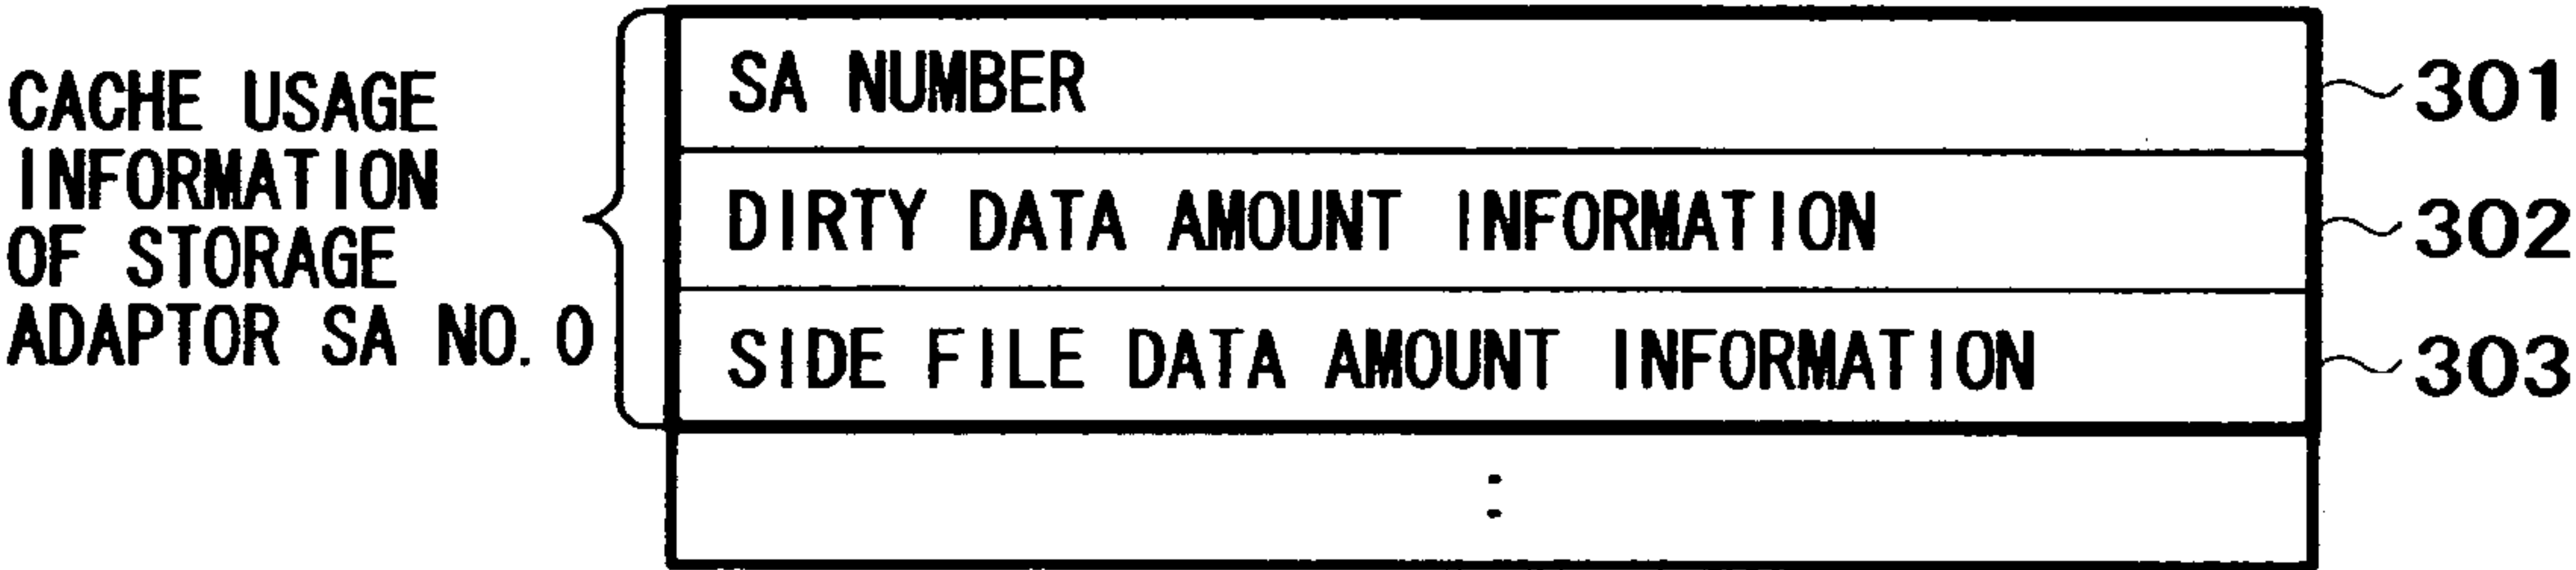 CACHE USAGE
INFORMATION
OF STORAGE
ADAPTOR SA NO. 0
SA NUMBER
301
DIRTY DATA AMOUNT INFORMATION
302
SIDE FILE DATA AMOUNT INFORMATION
303
: